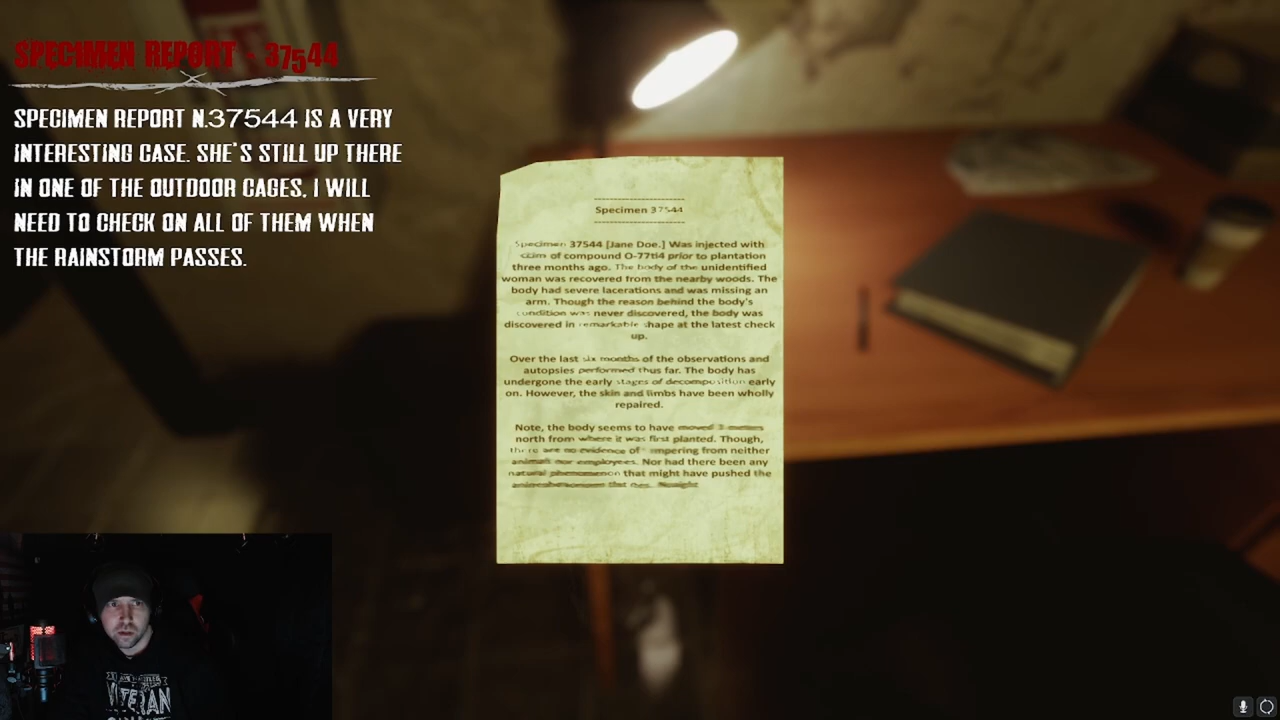 SPECIMEN REPORT - 37544
SPECIMEN REPORT N.37544 IS A VERY
INTERESTING CASE. SHE'S STILL UP THERE
IN ONE OF THE OUTDOOR CAGES, I WILL
NEED TO CHECK ON ALL OF THEM WHEN
THE RAINSTORM PASSES.
Specimen 37544
Specimen 37544 [Jane Doe.] Was injected with
of compound O-77ti4 prior to plantation
three months ago. The body of the unidentified
woman was recovered from the nearby woods. The
body had severe lacerations and was missing an
arm. Though the reason behind the body's
condition was never discovered, the body was
discovered in remarkable shape at the latest check
up.
Over the last six months of the observations and
autopsies performed thus far. The body has
undergone the early stages of decomposition early
on. However, the skin and limbs have been wholly
repaired.
Note, the body seems to have moved 3 metres
north from where it was first planted. Though,
there are no evidence of tampering from neither
animals nor employees. Nor had there been any
natural phenomenon that might have pushed the
VETERAN